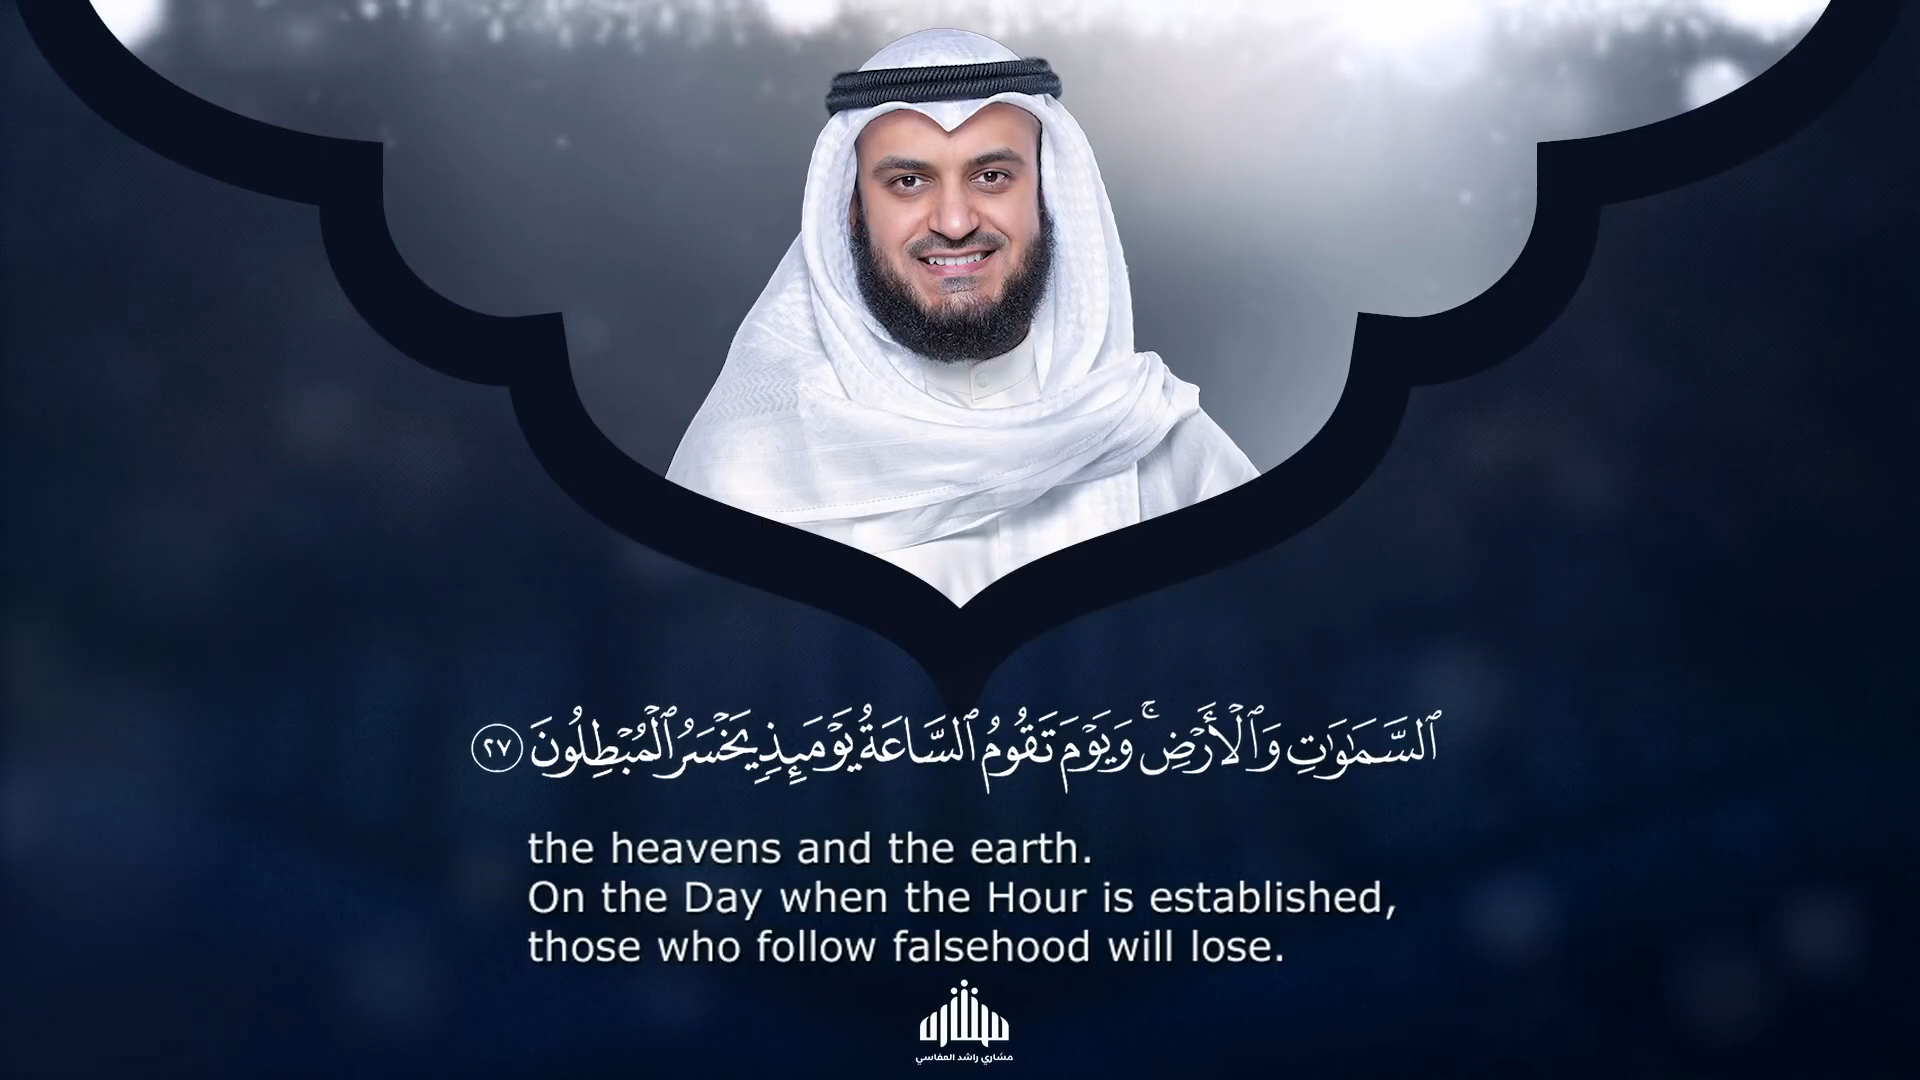 ٱلسَّمَٰوَٰتِ وَٱلْأَرْضِ ۚ وَيَوْمَ تَقُومُ ٱلسَّاعَةُ يَوْمَئِذٍ يَخْسَرُ ٱلْمُبْطِلُونَ ٢٧
the heavens and the earth.
On the Day when the Hour is established,
those who follow falsehood will lose.
مشاري راشد العفاسي